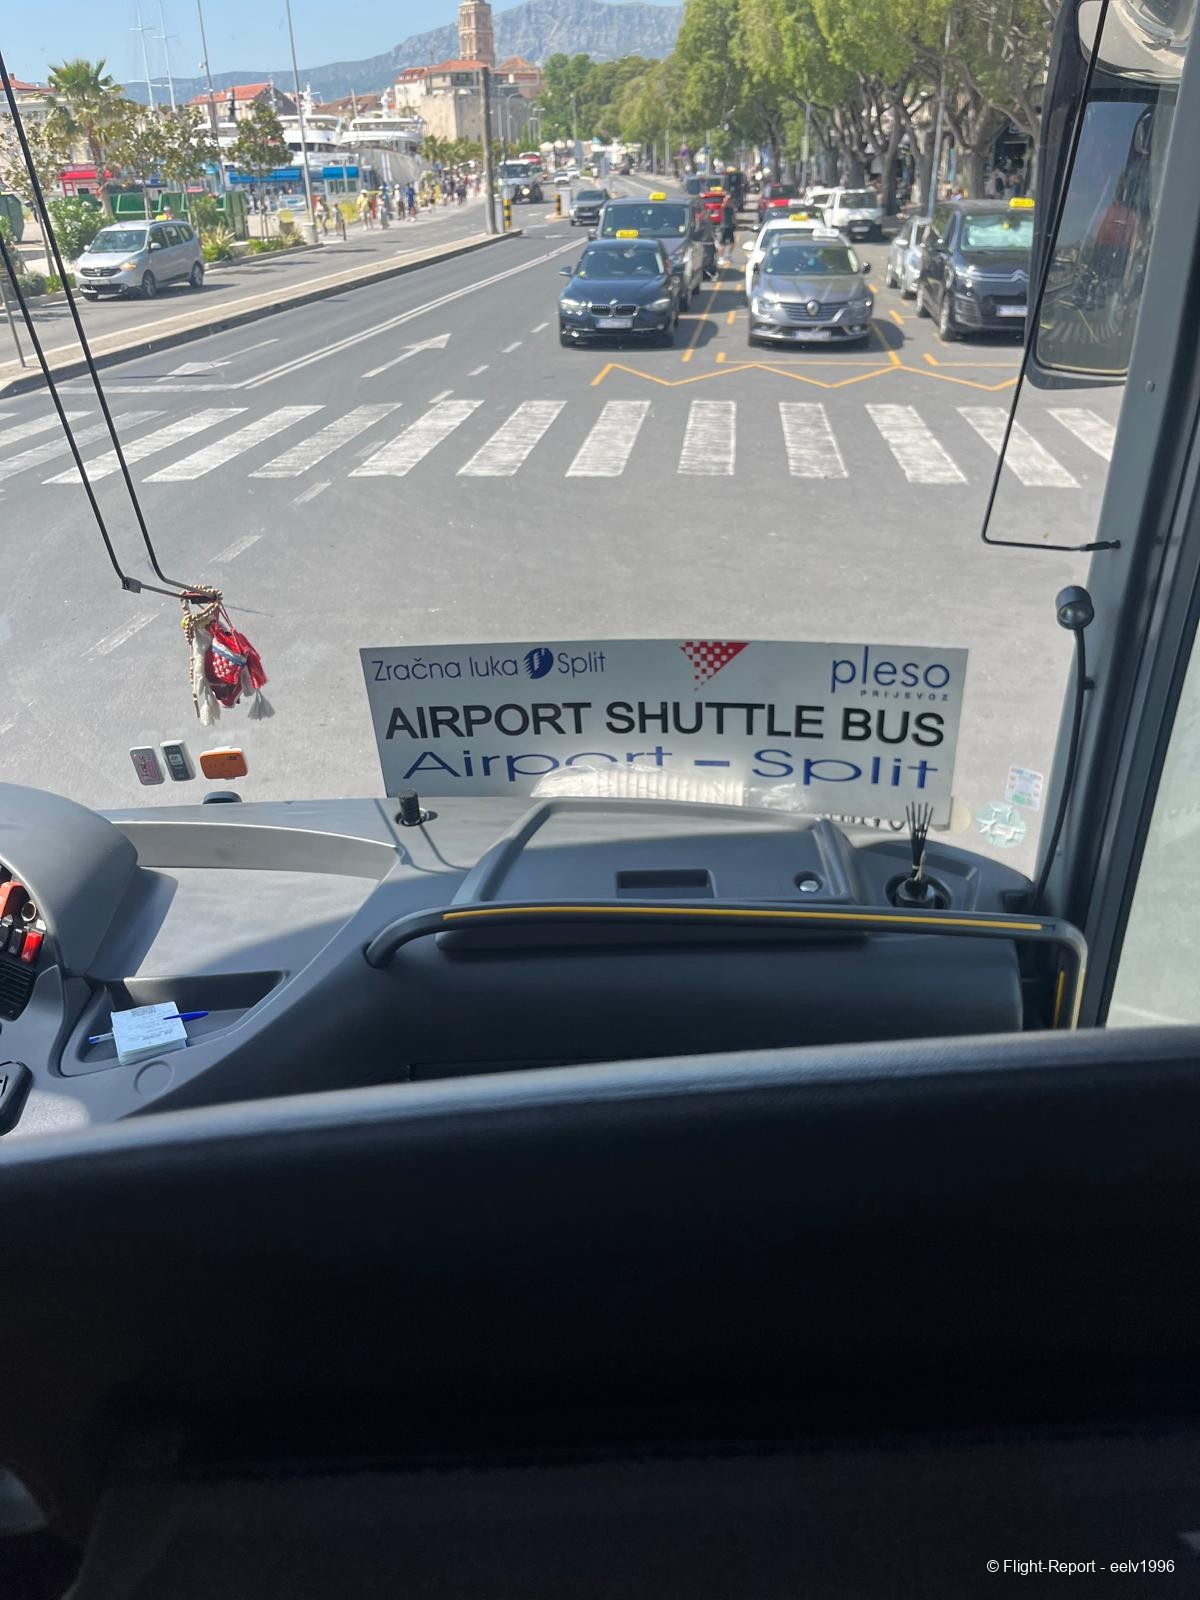 Zračna luka Split
pleso
PRIJEVOZ
AIRPORT SHUTTLE BUS
Airport – Split
© Flight-Report - eelv1996